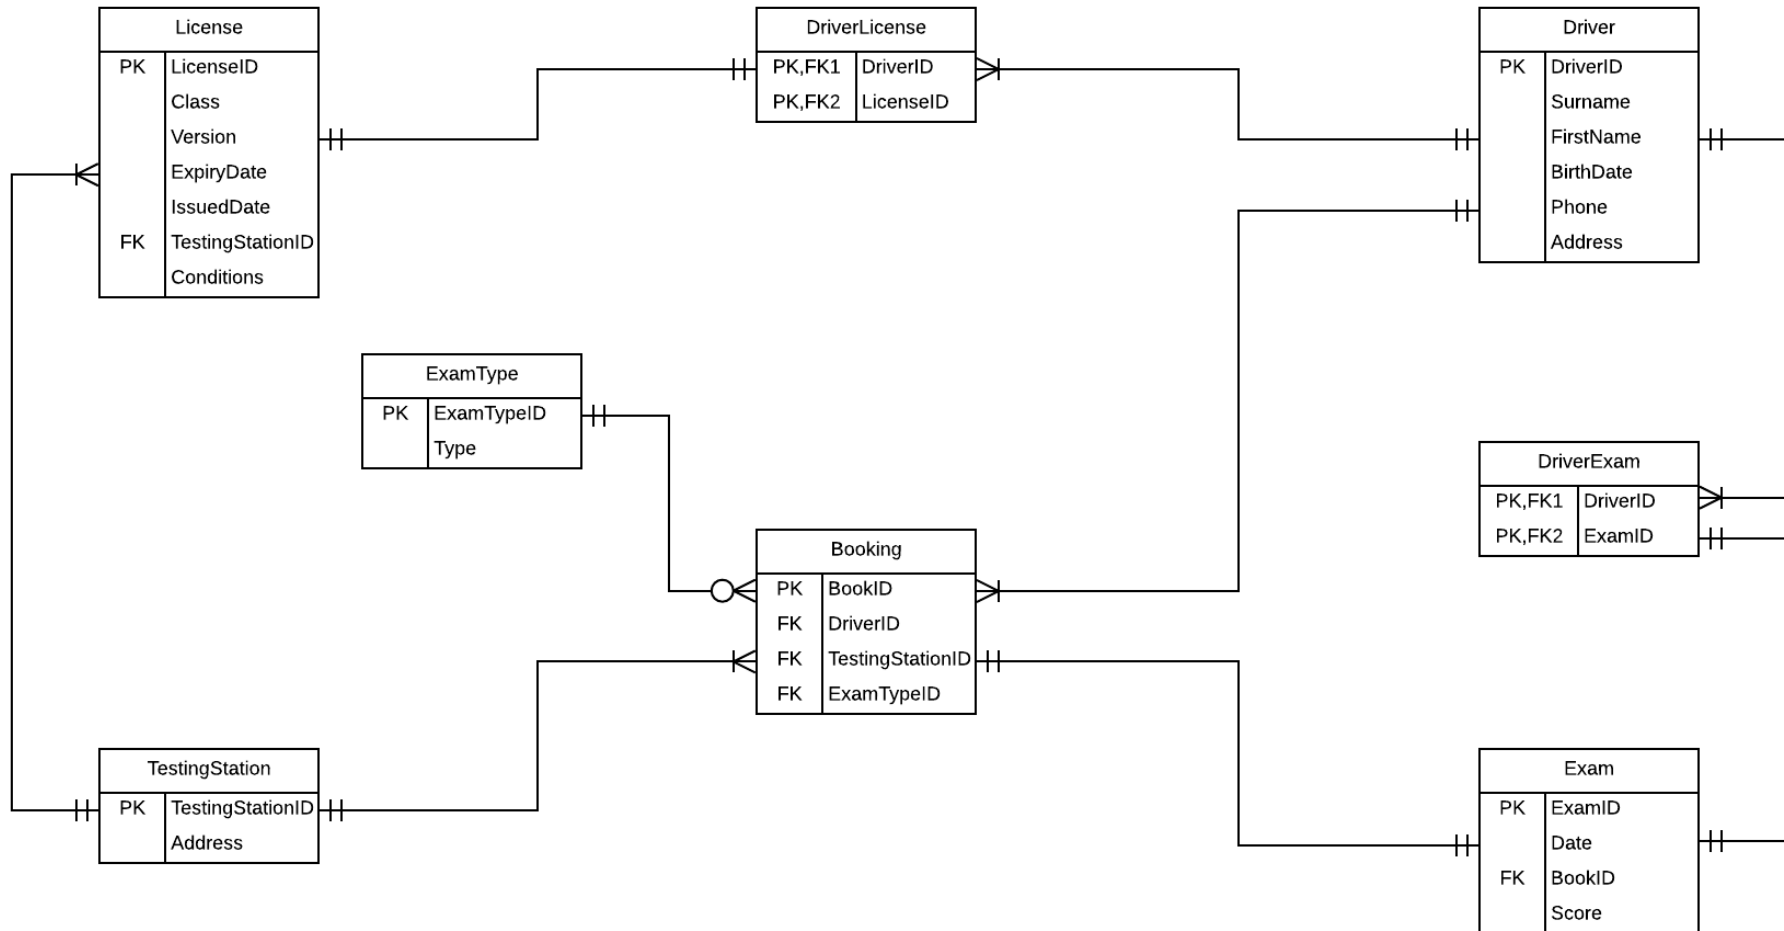 License
PK LicenseID
Class
Version
ExpiryDate
IssuedDate
FK TestingStationID
Conditions
DriverLicense
PK,FK1 DriverID
PK,FK2 LicenseID
Driver
PK DriverID
Surname
FirstName
BirthDate
Phone
Address
ExamType
PK ExamTypeID
Type
DriverExam
PK,FK1 DriverID
PK,FK2 ExamID
Booking
PK BookID
FK DriverID
FK TestingStationID
FK ExamTypeID
TestingStation
PK TestingStationID
Address
Exam
PK ExamID
Date
FK BookID
Score